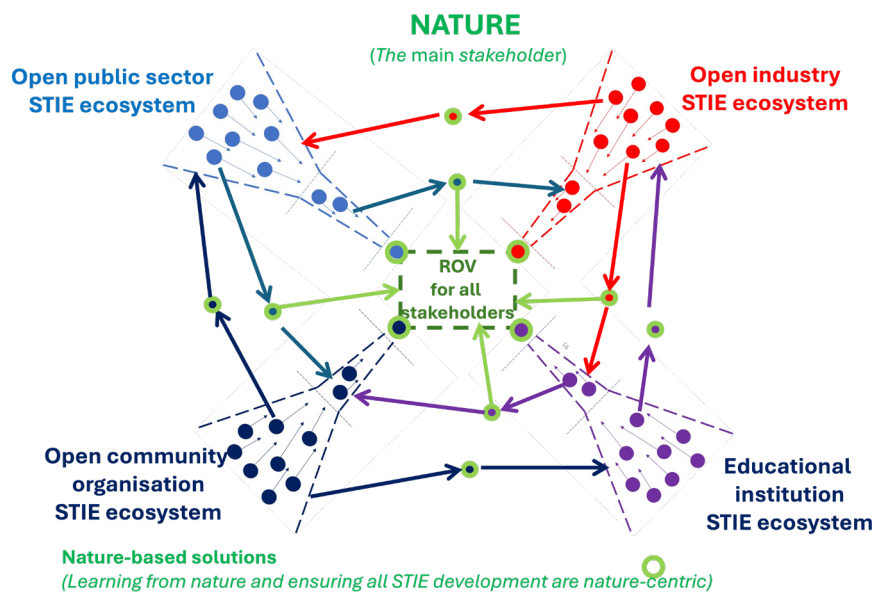 NATURE
(The main stakeholder)
Open public sector
STIE ecosystem
Open industry
STIE ecosystem
ROV
for all
stakeholders
16
Open community
organisation
STIE ecosystem
Educational
institution
STIE ecosystem
Nature-based solutions
(Learning from nature and ensuring all STIE development are nature-centric)